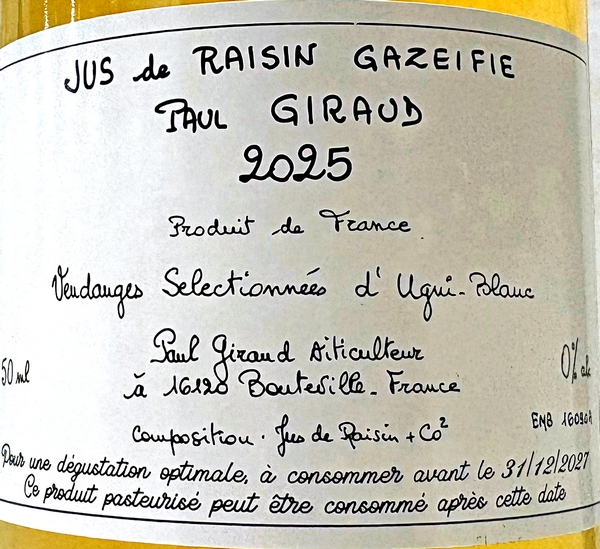 JUS de RAISIN GAZEIFIE
PAUL GIRAUD
2025
Produit de France
Vendanges Selectionnées d'Ugni-Blanc
Paul Giraud Viticulteur
50 ml
0% alc
à 16120 Bouteville - France
EMB 16090A
Composition . Jus de Raisin + CO²
Pour une dégustation optimale, à consommer avant le 31/12/2027
Ce produit pasteurisé peut être consommé après cette date